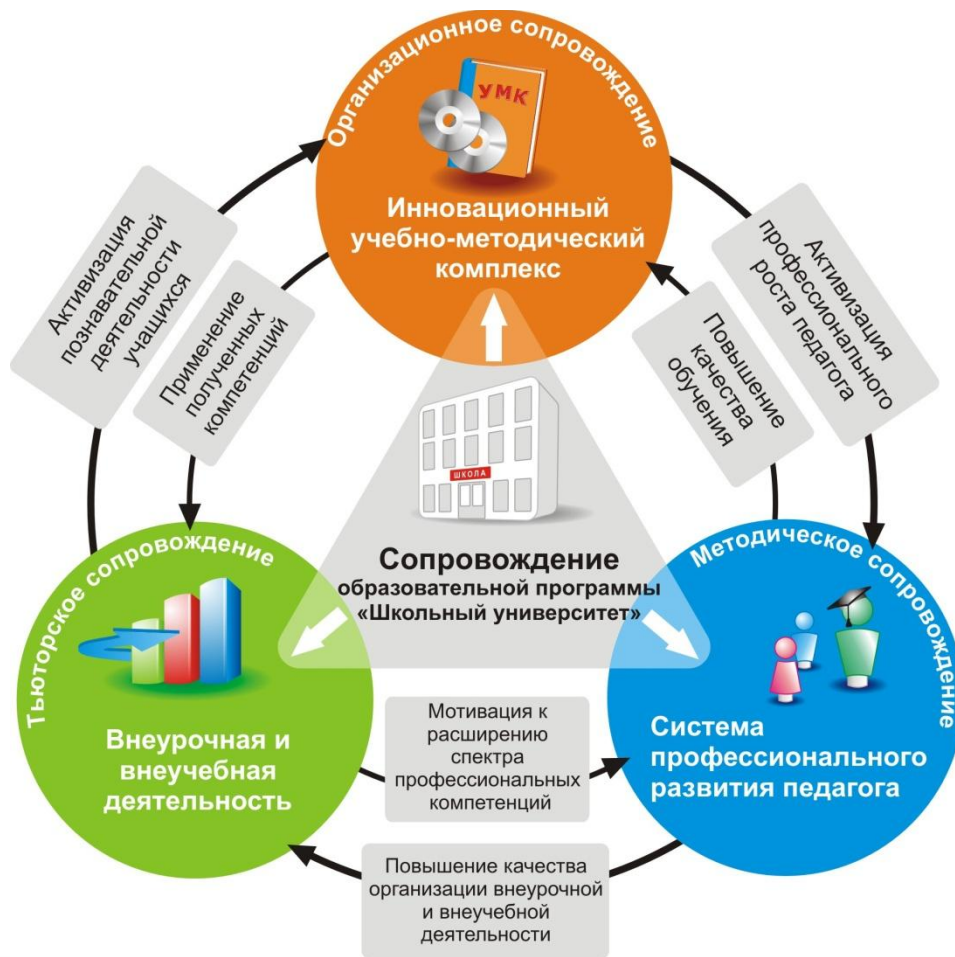 Организационное сопровождение
УМК
Инновационный
учебно-методический
комплекс
Активизация
познавательной
деятельности
учащихся
Применение
полученных
компетенций
Повышение
качества
обучения
Активизация
профессионального
роста педагога
ШКОЛА
Сопровождение
образовательной программы
«Школьный университет»
Тьюторское сопровождение
Внеурочная и
внеучебная
деятельность
Методическое сопровождение
Система
профессионального
развития педагога
Мотивация к
расширению
спектра
профессиональных
компетенций
Повышение качества
организации внеурочной
и внеучебной
деятельности